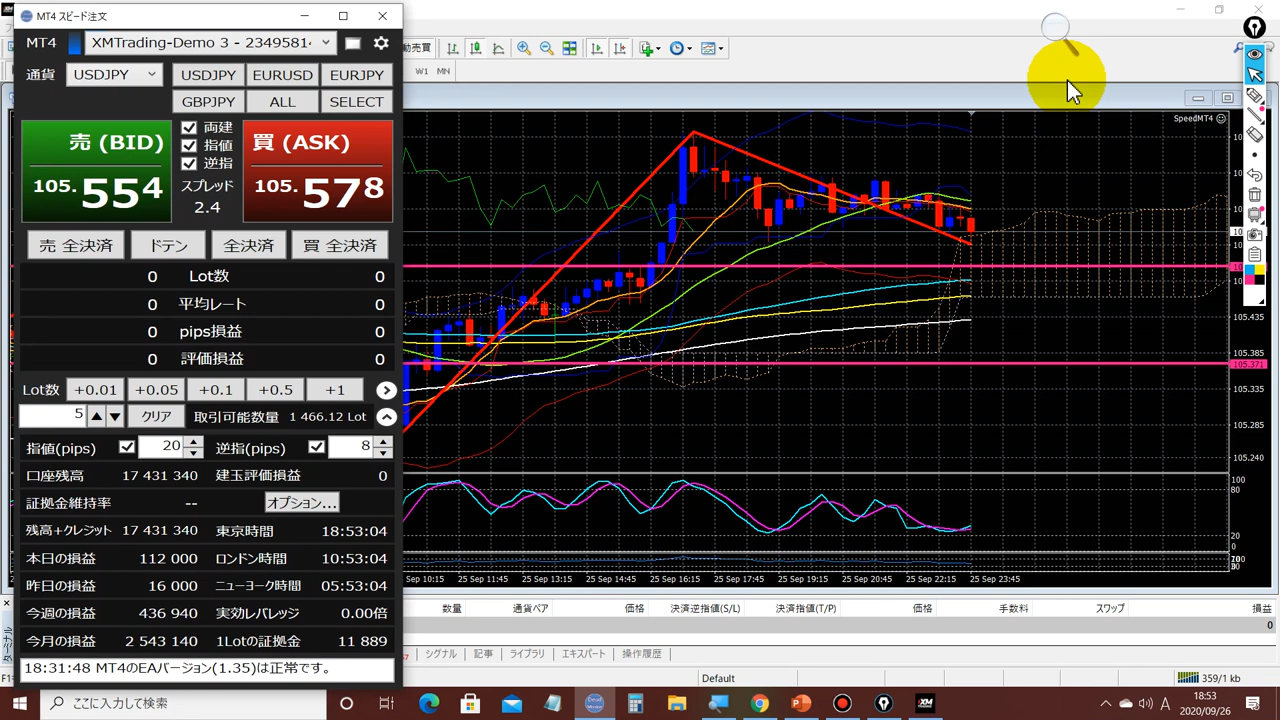 MT4 スピード注文
MT4 XMTrading-Demo 3 - 23495814
通貨 USDJPY USDJPY EURUSD EURJPY
GBPJPY ALL SELECT
売 (BID)
105.554
両建
指値
逆指
スプレッド
2.4
買 (ASK)
105.578
売 全決済 ドテン 全決済 買 全決済
0 Lot数 0
0 平均レート 0
0 pips損益 0
0 評価損益 0
Lot数 +0.01 +0.05 +0.1 +0.5 +1
5 クリア 取引可能数量 1 466.12 Lot
指値(pips) 20 逆指(pips) 8
口座残高 17 431 340 建玉評価損益 0
証拠金維持率 -- オプション...
残高+クレジット 17 431 340 東京時間 18:53:04
本日の損益 112 000 ロンドン時間 10:53:04
昨日の損益 16 000 ニューヨーク時間 05:53:04
今週の損益 436 940 実効レバレッジ 0.00倍
今月の損益 2 543 140 1Lotの証拠金 11 889
18:31:48 MT4のEAバージョン(1.35)は正常です。
動売買
W1 MN
SpeedMT4
105.435
105.385
105.371
105.335
105.285
105.240
100
80
20
0
100
30
Sep 10:15 25 Sep 11:45 25 Sep 13:15 25 Sep 14:45 25 Sep 16:15 25 Sep 17:45 25 Sep 19:15 25 Sep 20:45 25 Sep 22:15 25 Sep 23:45
数量 通貨ペア 価格 決済逆指値(S/L) 決済指値(T/P) 価格 手数料 スワップ 損益
0
シグナル 記事 ライブラリ エキスパート 操作履歴
Default 359/1 kb
ここに入力して検索
A 18:53
2020/09/26